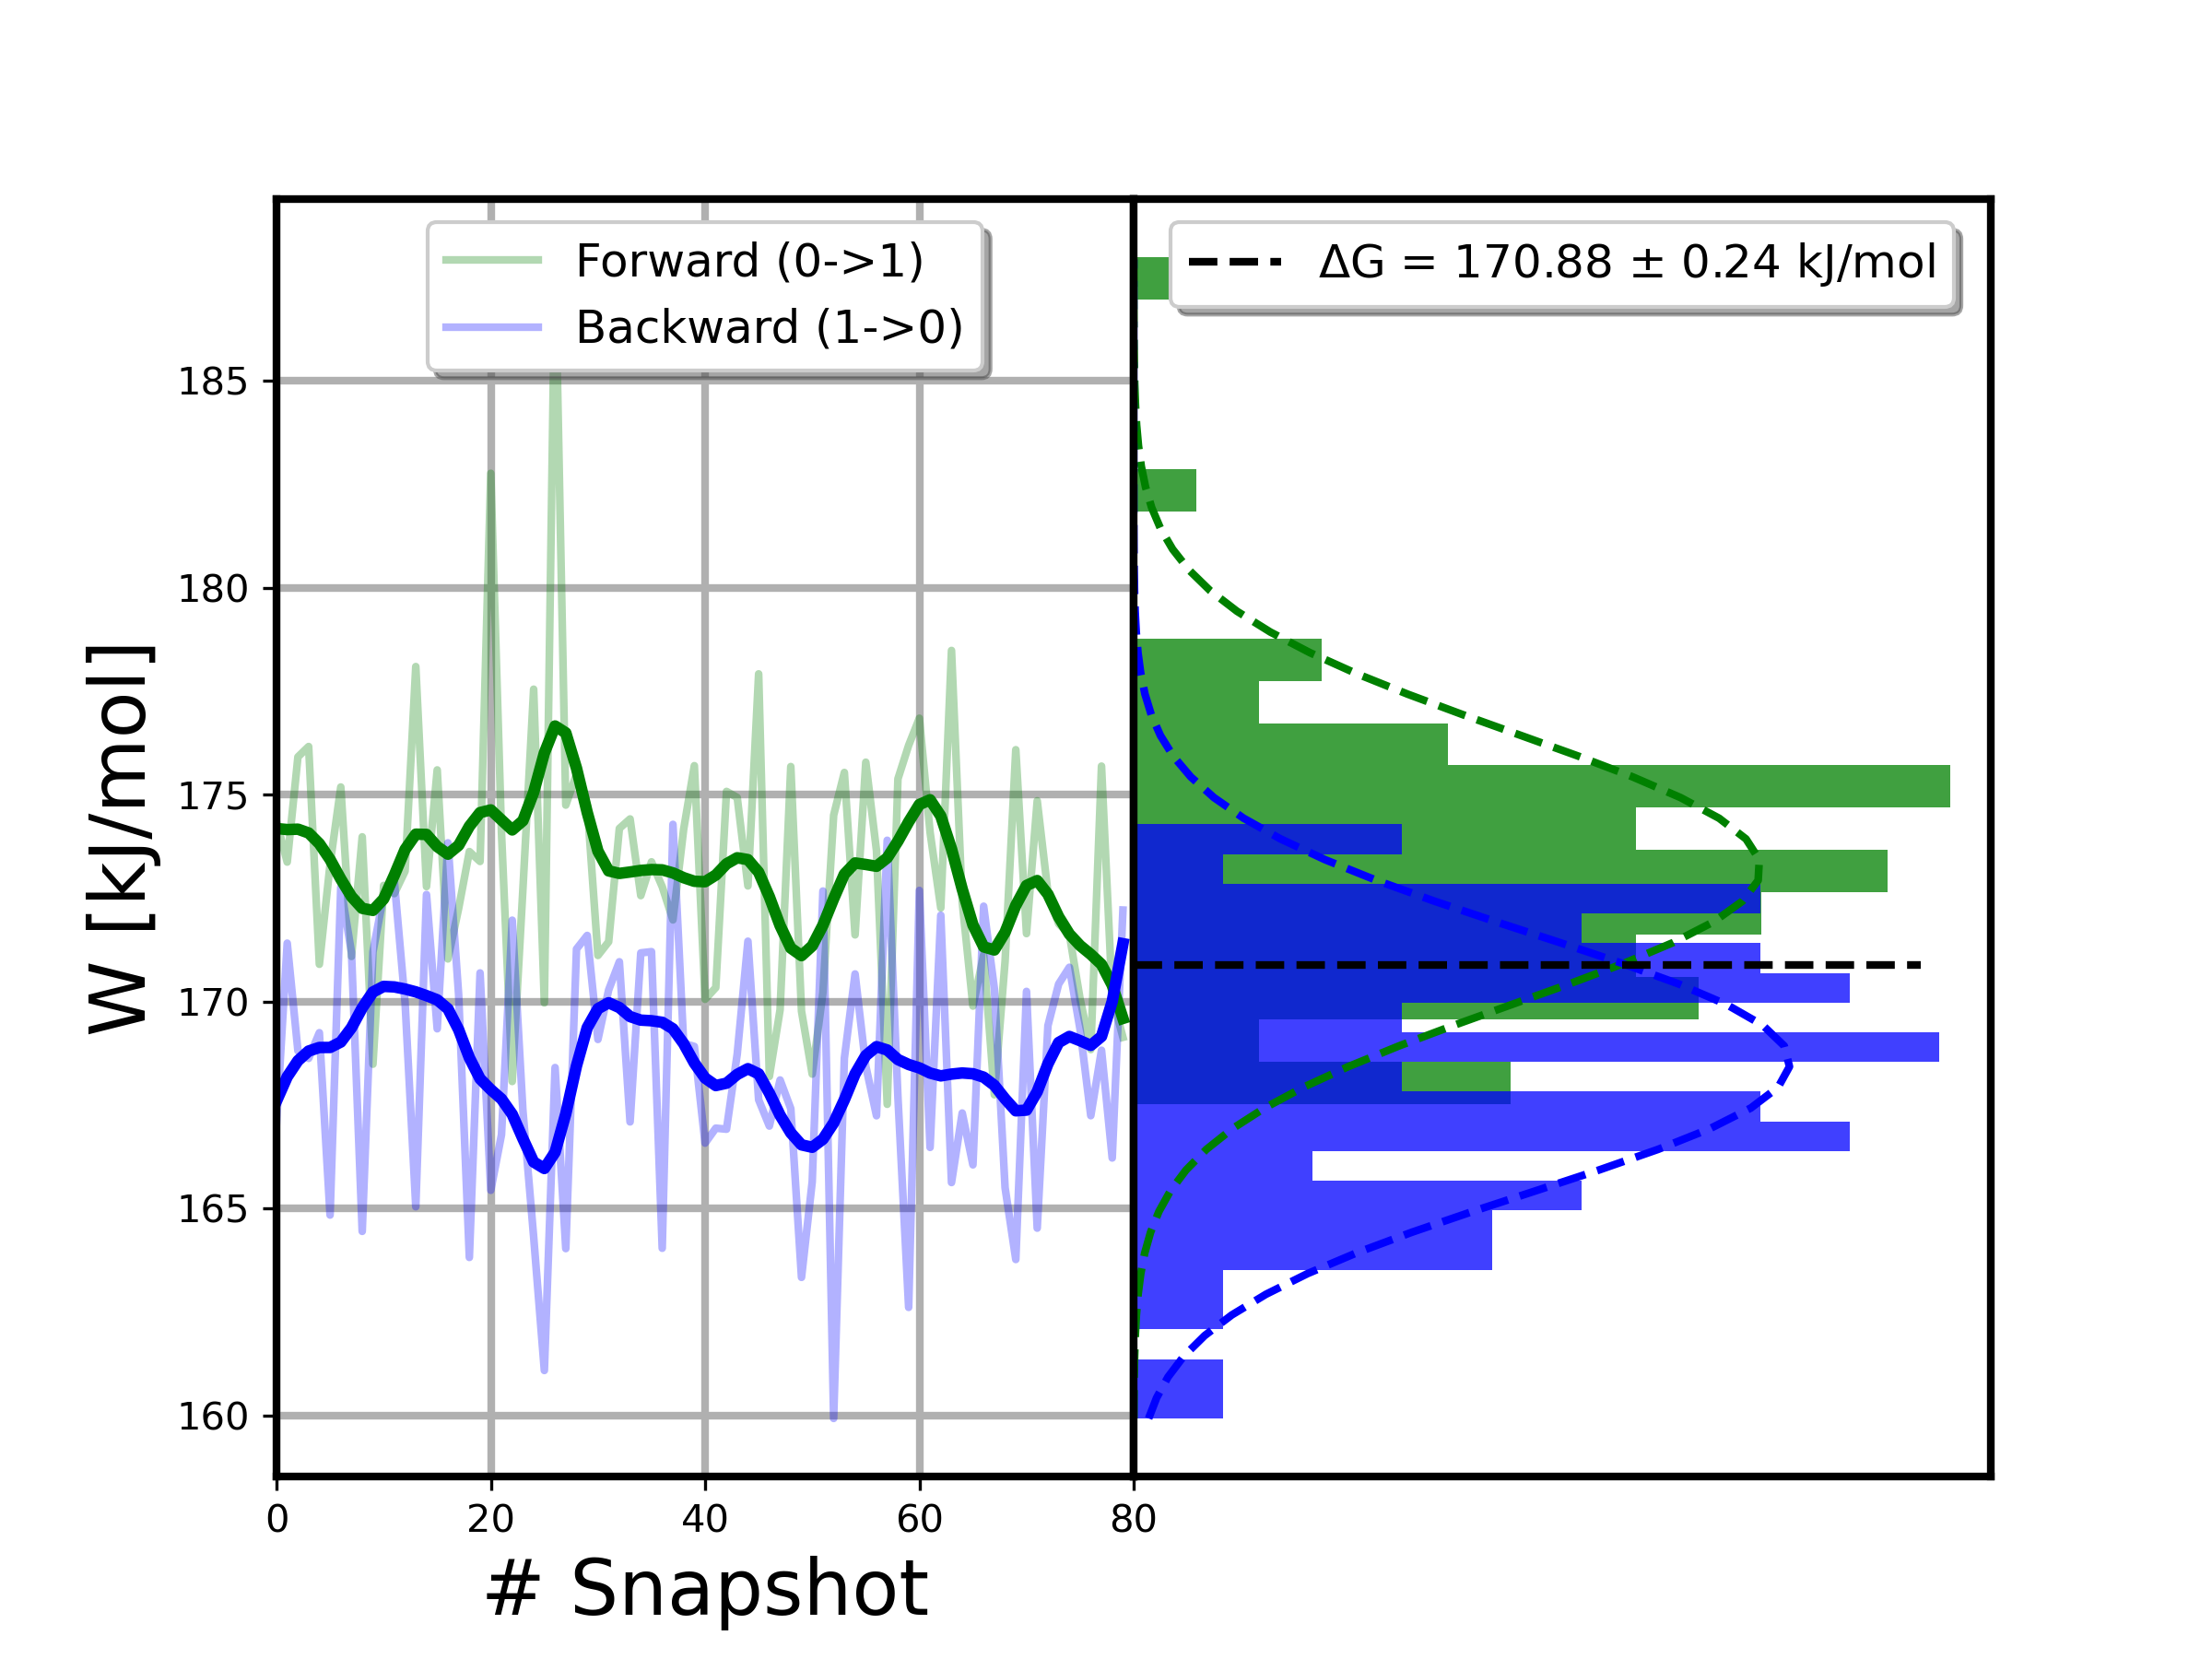 Forward (0->1)
Backward (1->0)
ΔG = 170.88 ± 0.24 kJ/mol
W [kJ/mol]
185
180
175
170
165
160
0 20 40 60 80
# Snapshot